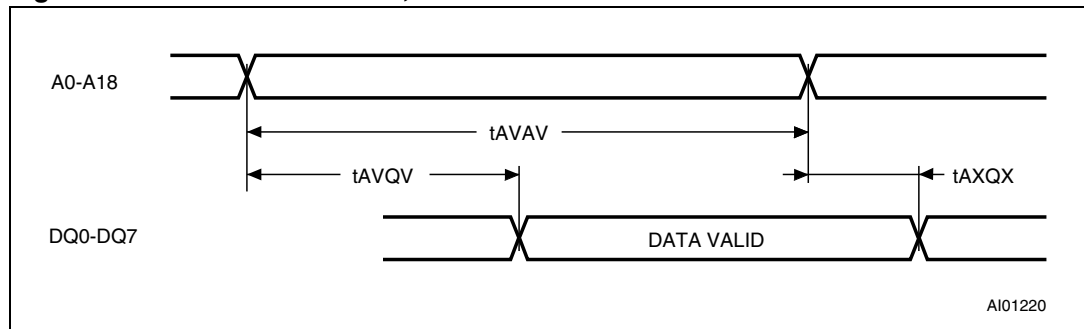 A0-A18
tAVAV
tAVQV
tAXQX
DQ0-DQ7
DATA VALID
AI01220